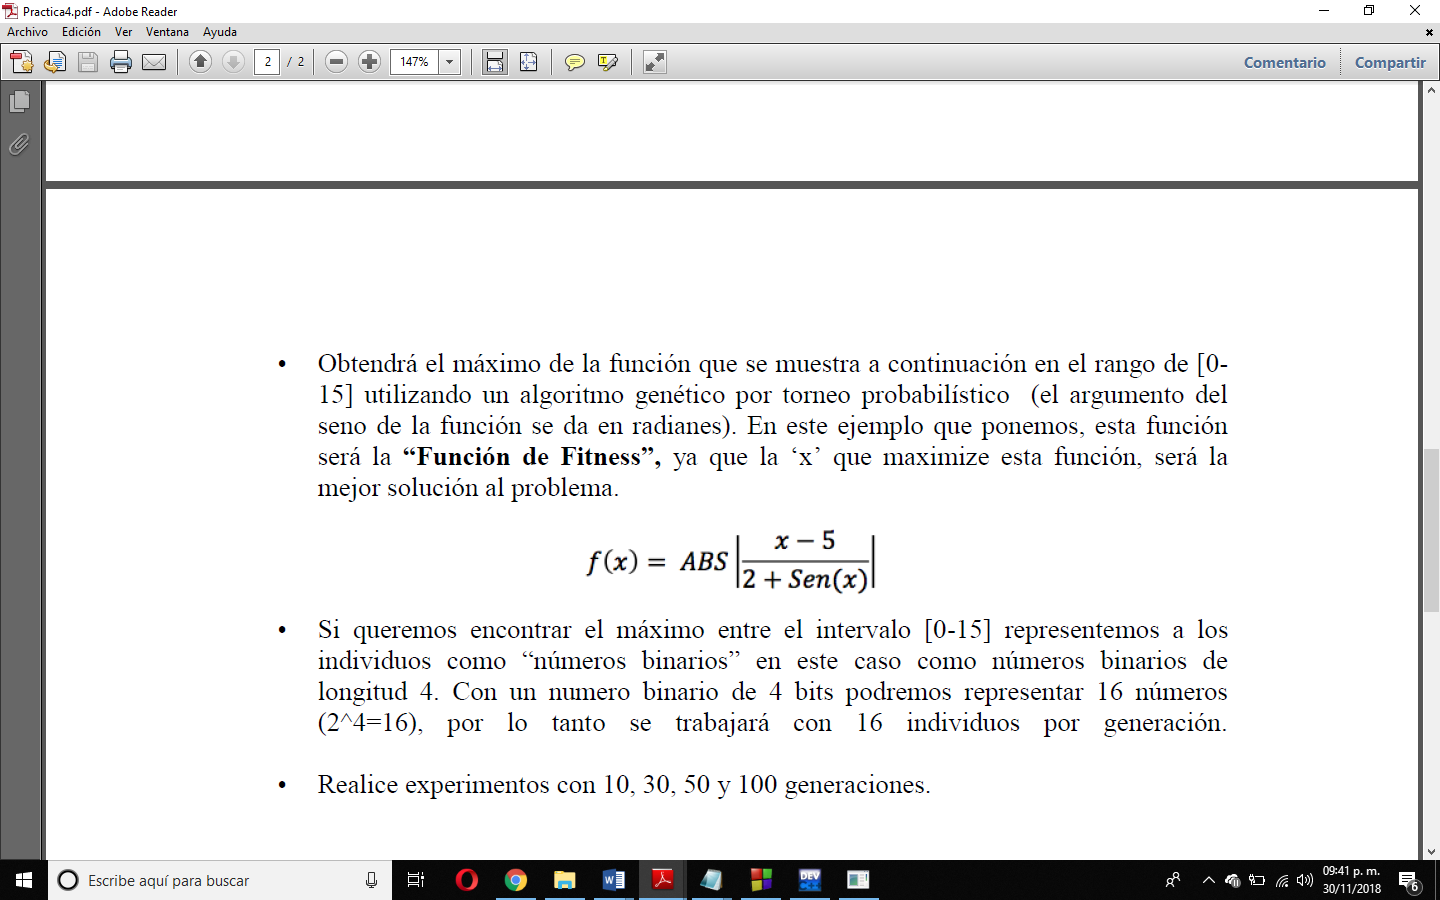 Practica4.pdf - Adobe Reader
Archivo Edición Ver Ventana Ayuda
2 / 2 147% Comentario Compartir
• Obtendrá el máximo de la función que se muestra a continuación en el rango de [0-
15] utilizando un algoritmo genético por torneo probabilístico (el argumento del
seno de la función se da en radianes). En este ejemplo que ponemos, esta función
será la “Función de Fitness”, ya que la ‘x’ que maximize esta función, será la
mejor solución al problema.
f(x) = ABS |x − 5 / 2 + Sen(x)|
• Si queremos encontrar el máximo entre el intervalo [0-15] representemos a los
individuos como “números binarios” en este caso como números binarios de
longitud 4. Con un numero binario de 4 bits podremos representar 16 números
(2^4=16), por lo tanto se trabajará con 16 individuos por generación.
• Realice experimentos con 10, 30, 50 y 100 generaciones.
Escribe aquí para buscar
DEV
09:41 p. m.
30/11/2018
6